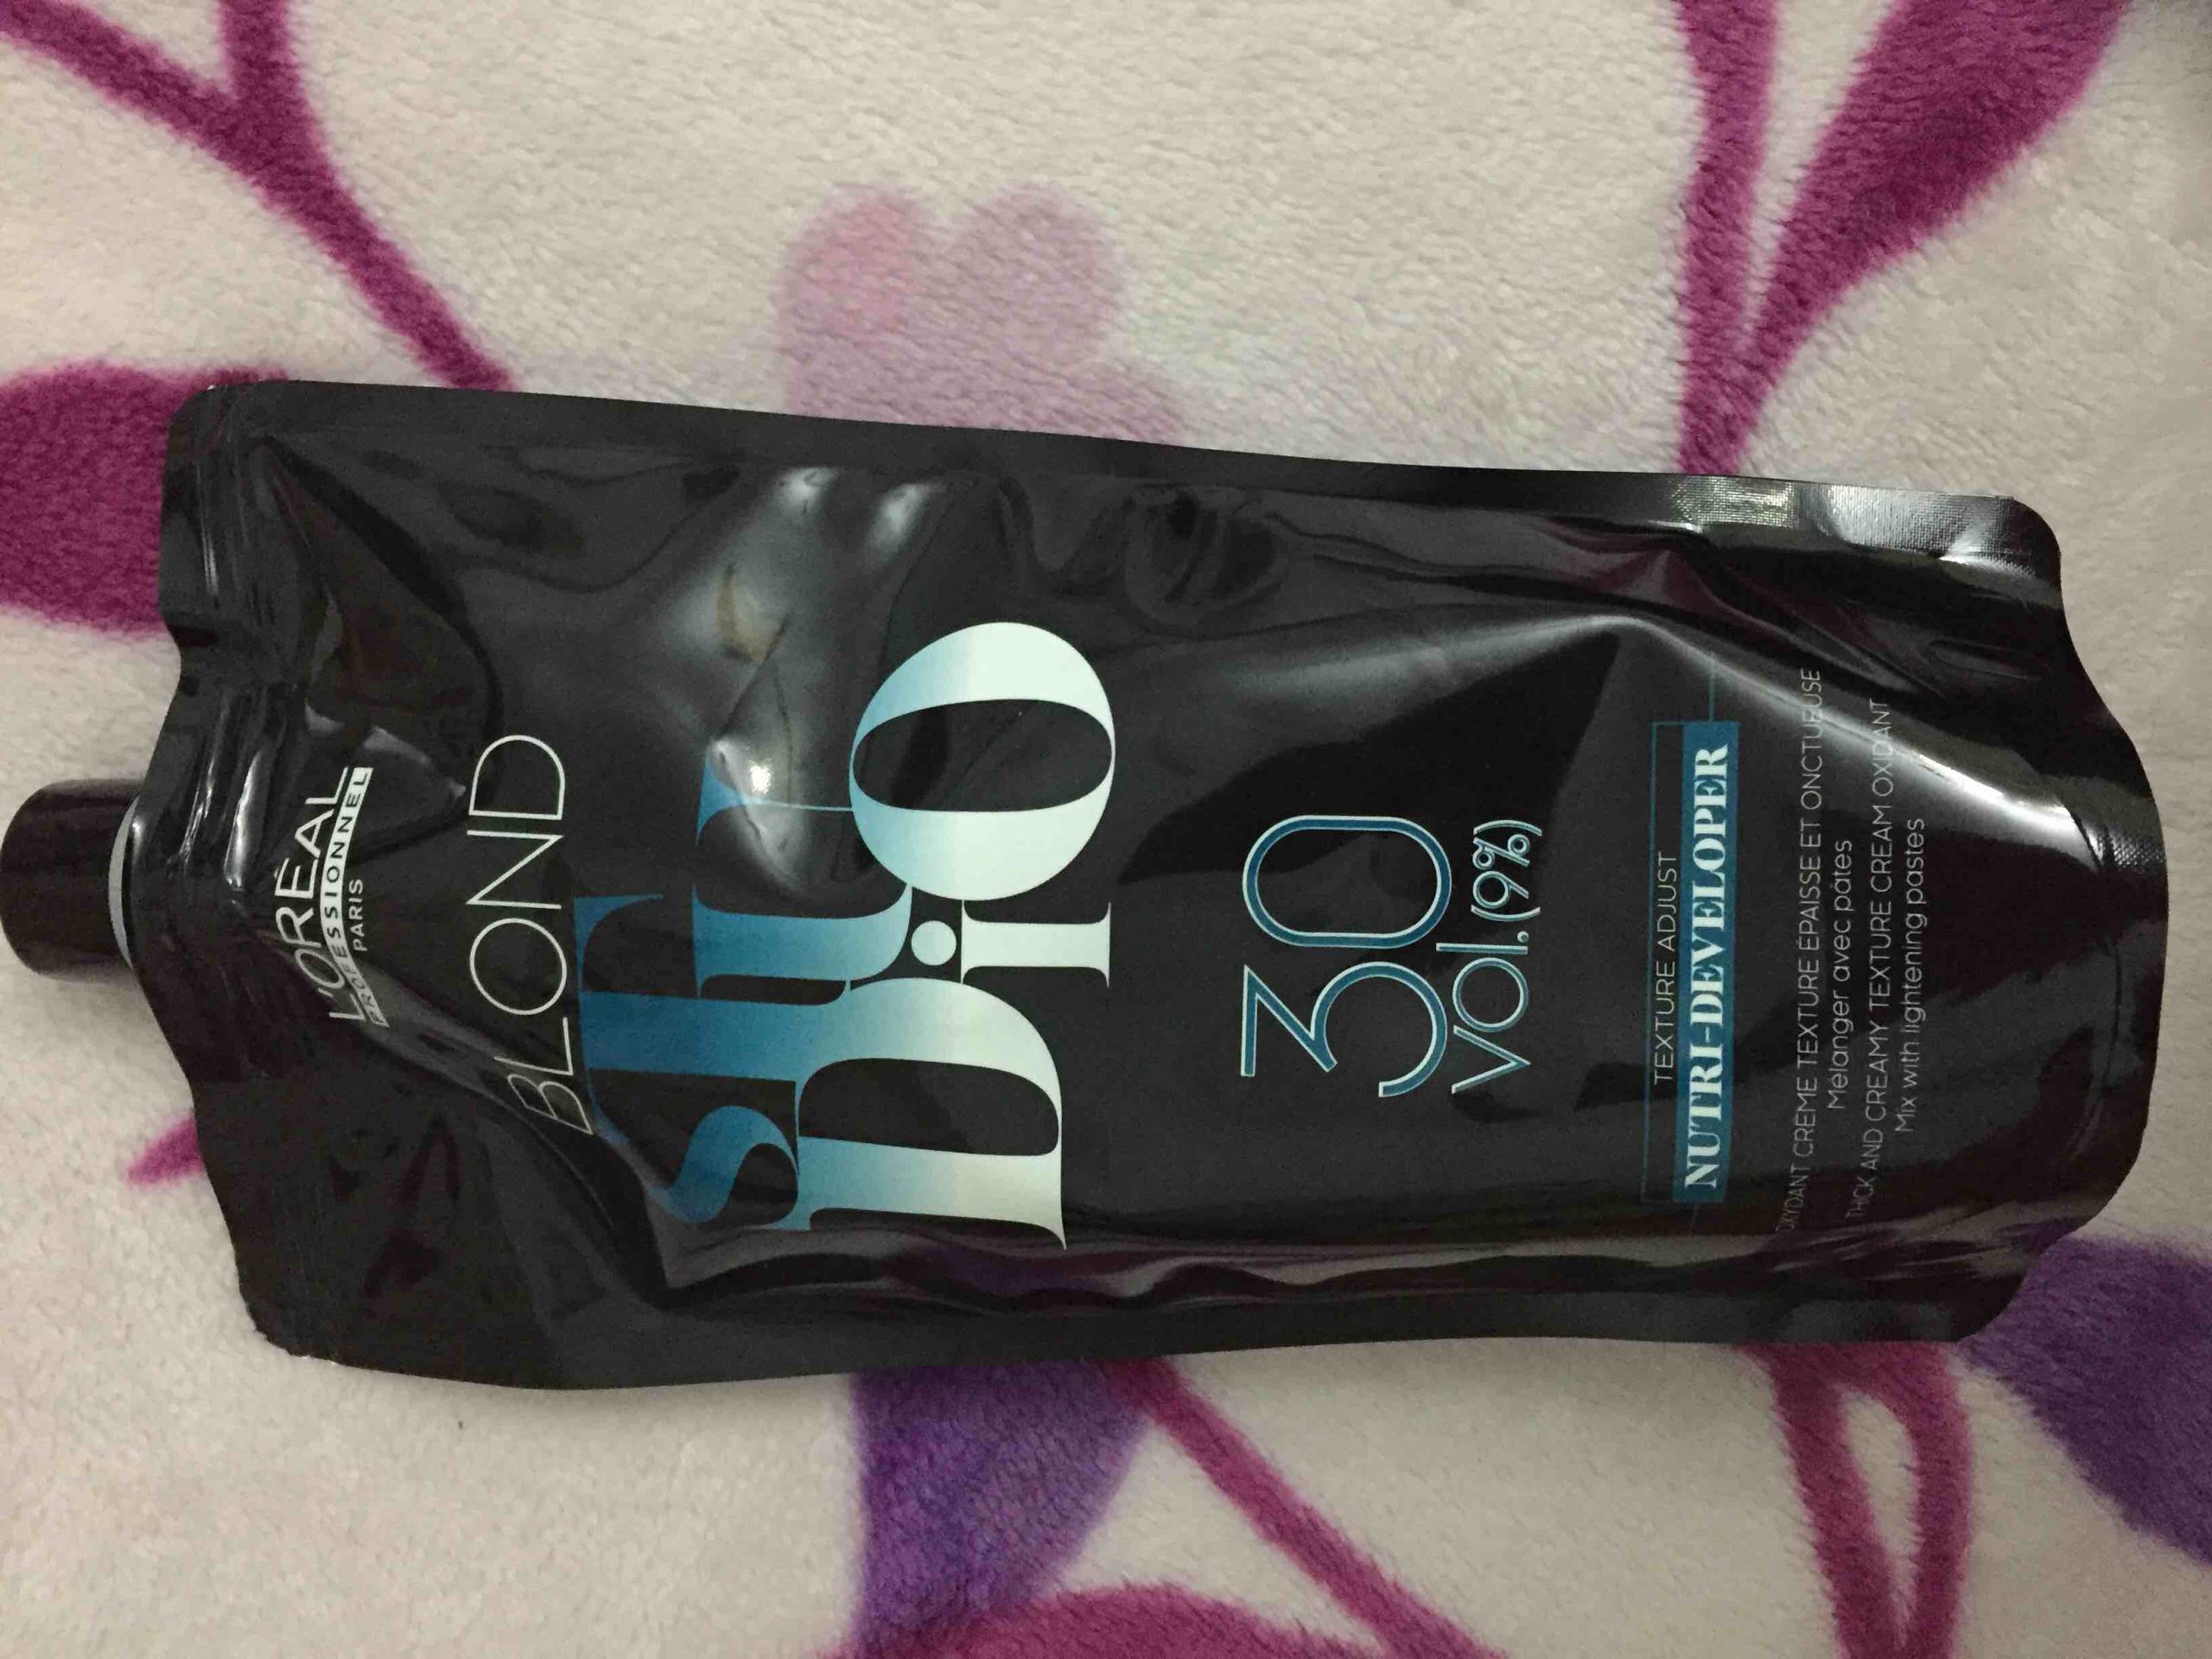 L'ORÉAL
PROFESSIONNEL
PARIS
BLOND
STUDIO
30
vol.(9%)
TEXTURE ADJUST
NUTRI-DEVELOPER
OXYDANT CRÈME TEXTURE ÉPAISSE ET ONCTUEUSE
Mélanger avec pâtes
THICK AND CREAMY TEXTURE CREAM OXIDANT
Mix with lightening pastes